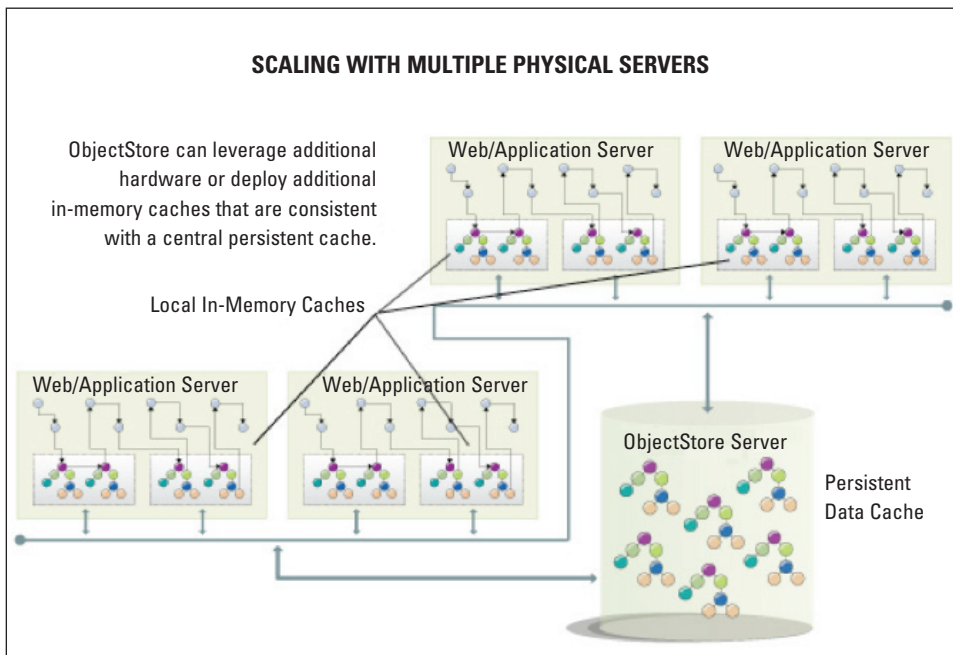 SCALING WITH MULTIPLE PHYSICAL SERVERS
ObjectStore can leverage additional
hardware or deploy additional
in-memory caches that are consistent
with a central persistent cache.
Web/Application Server
Web/Application Server
Local In-Memory Caches
Web/Application Server
Web/Application Server
ObjectStore Server
Persistent
Data Cache